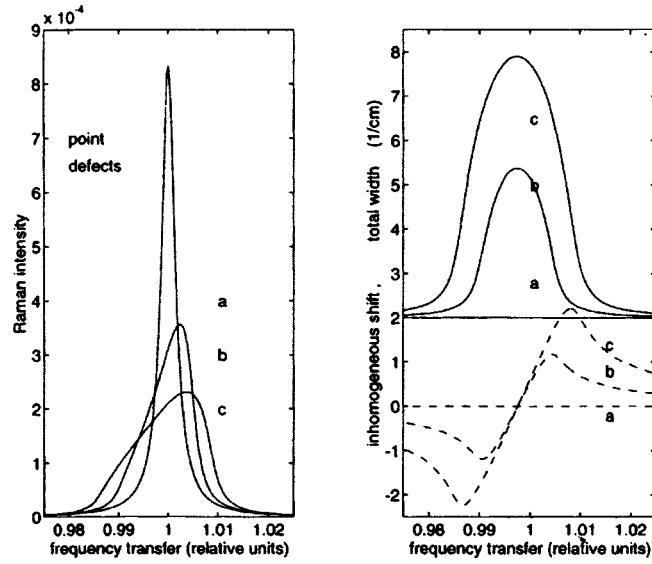 x 10-4
9
8
7
6
5
4
3
2
1
0
Raman intensity
point
defects
a
b
c
0.98 0.99 1 1.01 1.02
frequency transfer (relative units)
8
7
6
5
4
3
2
1
0
-1
-2
inhomogeneous shift, total width (1/cm)
c
b
a
c
b
a
0.98 0.99 1 1.01 1.02
frequency transfer (relative units)